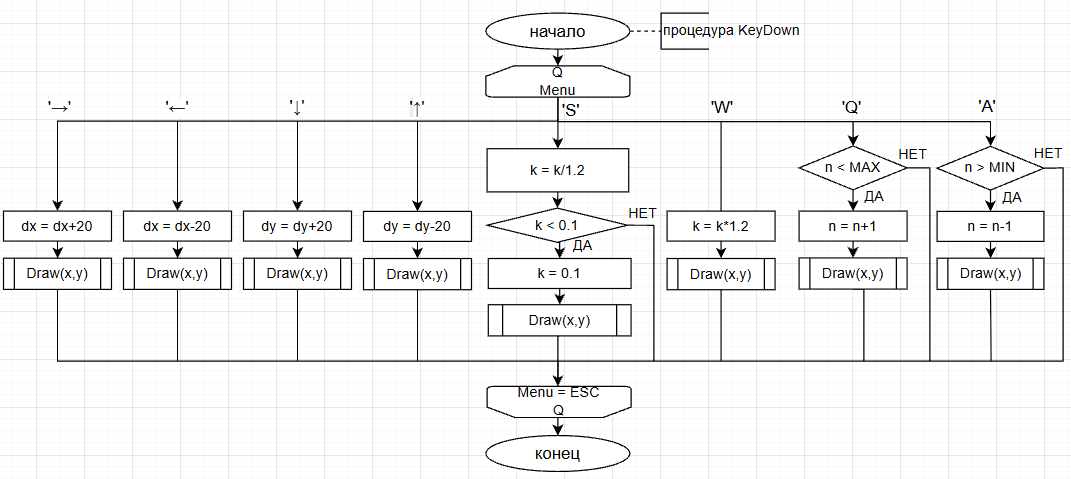 начало
процедура KeyDown
Q
Menu
'→' '←' '↓' '↑' 'S' 'W' 'Q' 'A'
k = k/1.2
n < MAX
НЕТ
n > MIN
НЕТ
ДА
ДА
dx = dx+20
dx = dx-20
dy = dy+20
dy = dy-20
k < 0.1
НЕТ
ДА
k = k*1.2
n = n+1
n = n-1
Draw(x,y)
Draw(x,y)
Draw(x,y)
Draw(x,y)
k = 0.1
Draw(x,y)
Draw(x,y)
Draw(x,y)
Draw(x,y)
Menu = ESC
Q
конец